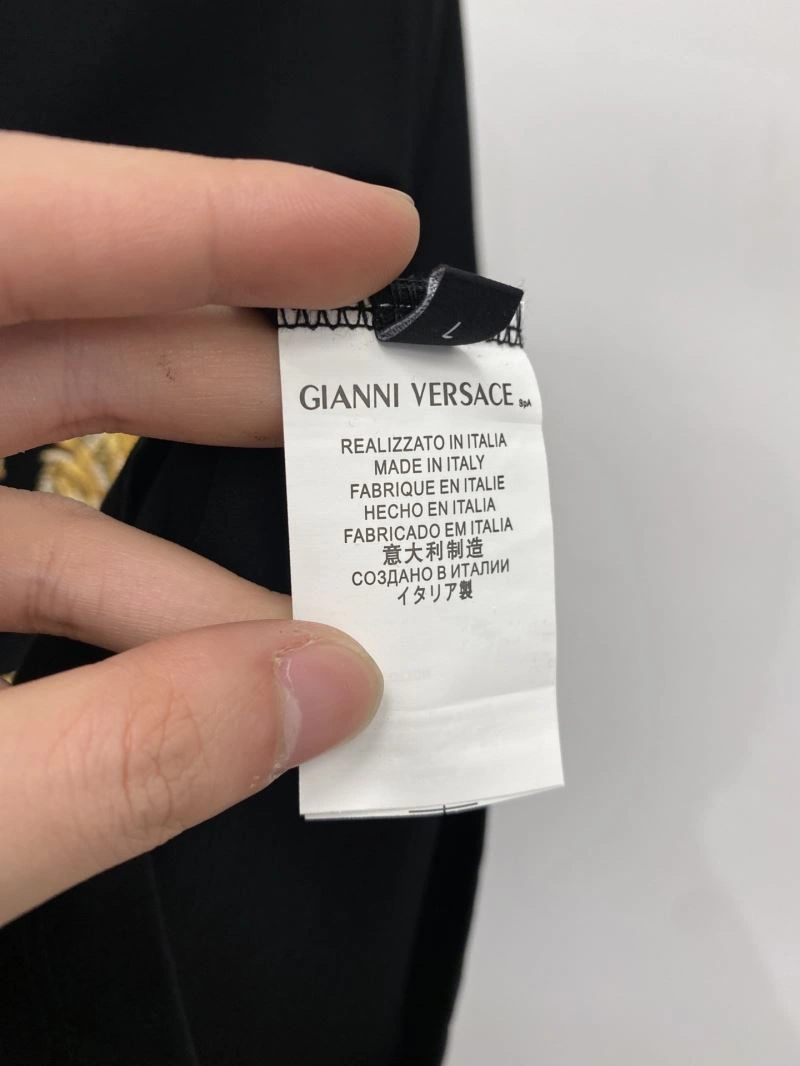 GIANNI VERSACE SpA
REALIZZATO IN ITALIA
MADE IN ITALY
FABRIQUE EN ITALIE
HECHO EN ITALIA
FABRICADO EM ITALIA
意大利制造
СОЗДАНО В ИТАЛИИ
イタリア製